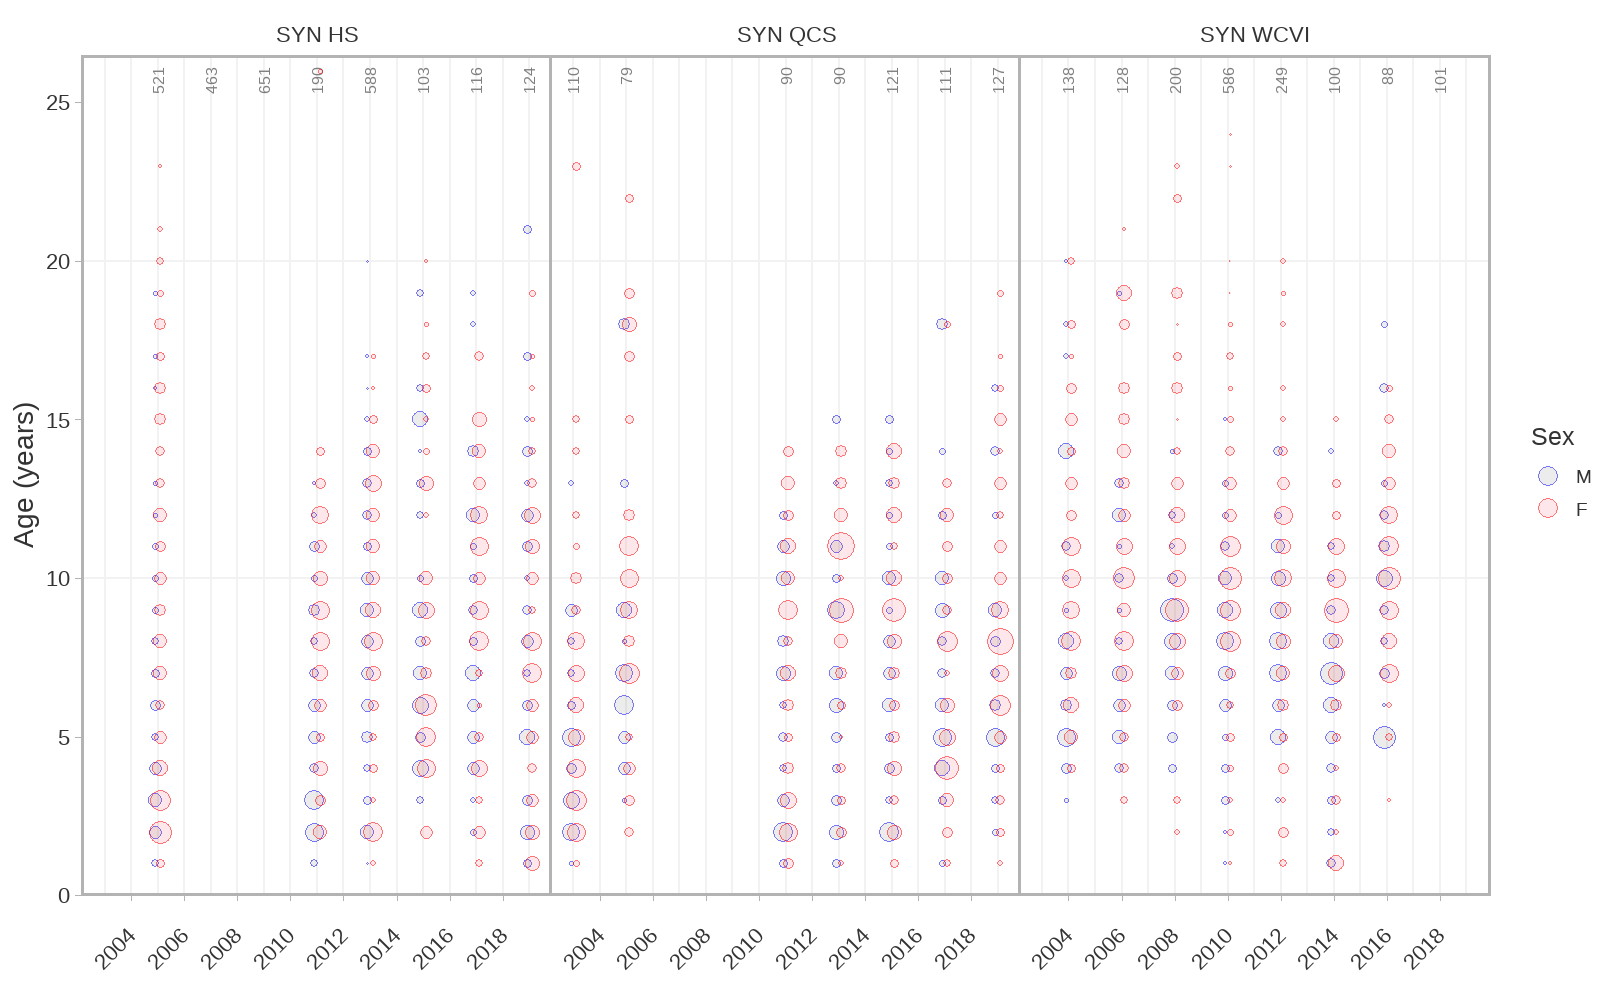 SYN HS
SYN QCS
SYN WCVI
521 463 651 190 588 103 116 124
110 79 90 90 121 111 127
138 128 200 586 249 100 88 101
25
20
15
10
5
0
Age (years)
2004 2006 2008 2010 2012 2014 2016 2018
2004 2006 2008 2010 2012 2014 2016 2018
2004 2006 2008 2010 2012 2014 2016 2018
Sex
M
F